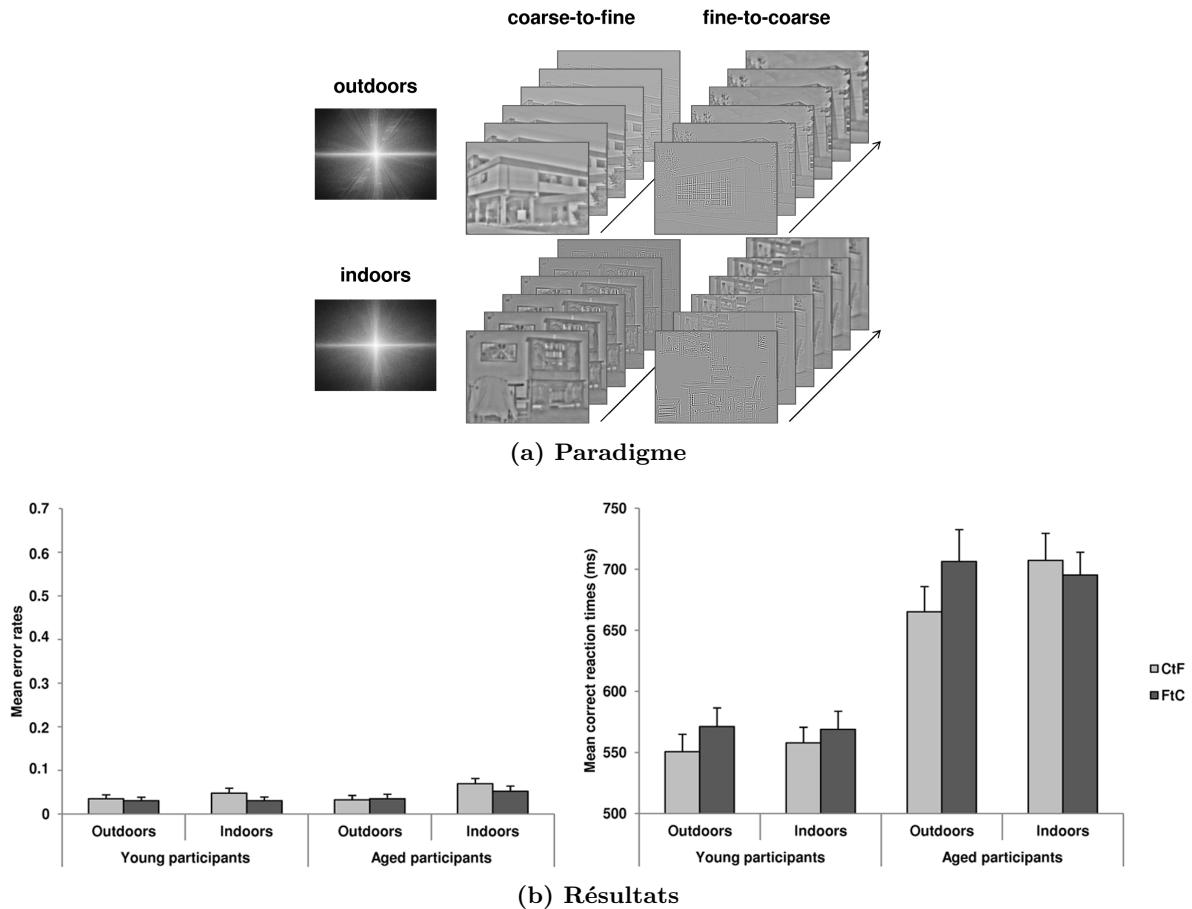 coarse-to-fine fine-to-coarse
outdoors
indoors
(a) Paradigme
Mean error rates
0.7
0.6
0.5
0.4
0.3
0.2
0.1
0
Outdoors Indoors Outdoors Indoors
Young participants Aged participants
Mean correct reaction times (ms)
750
700
650
600
550
500
Outdoors Indoors Outdoors Indoors
Young participants Aged participants
CtF
FtC
(b) Résultats